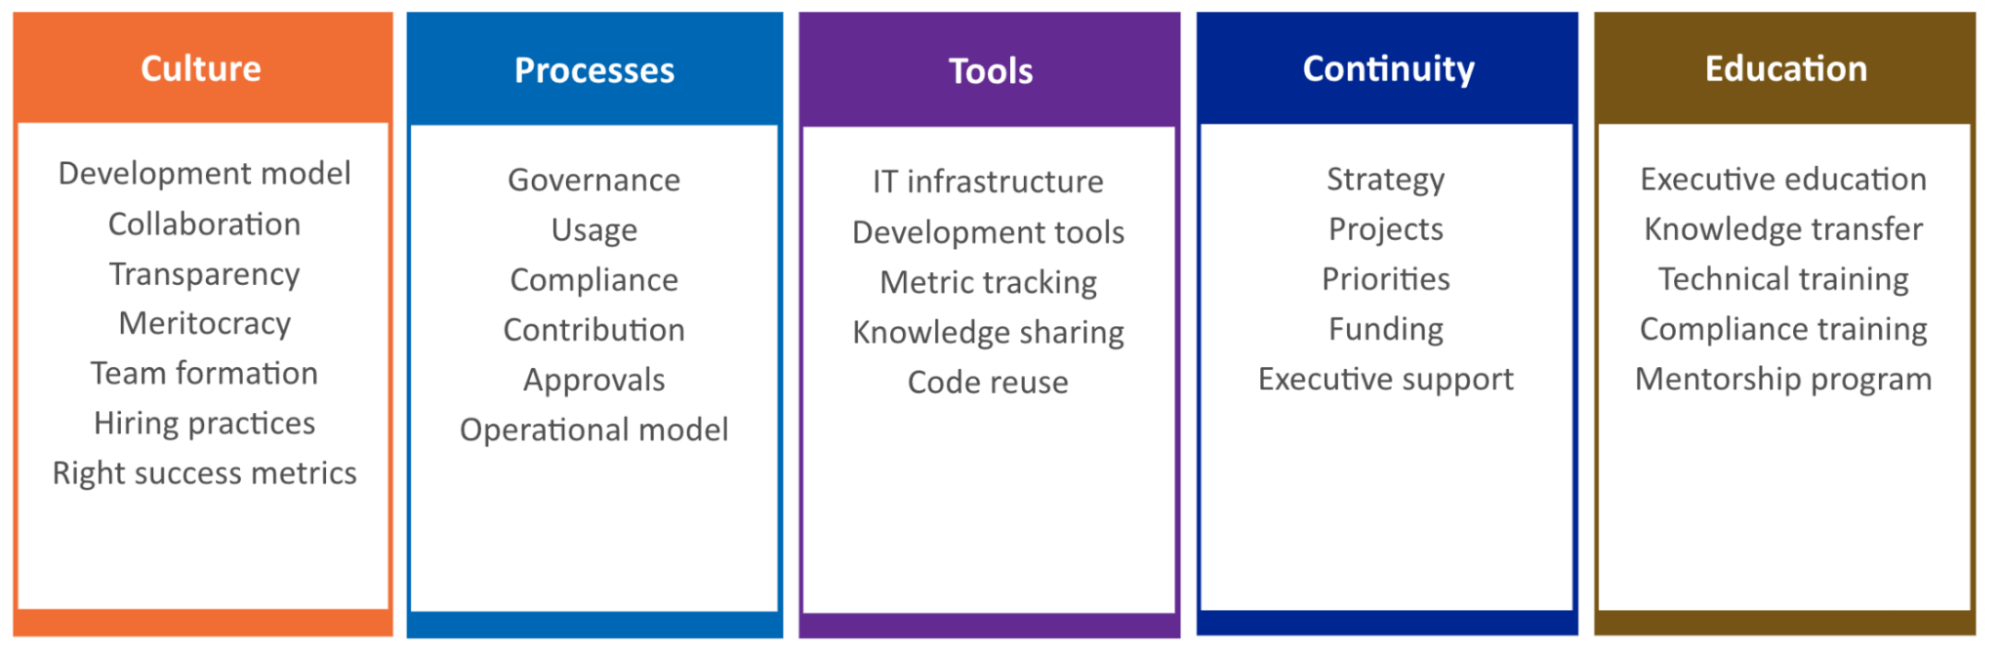 Culture
Development model
Collaboration
Transparency
Meritocracy
Team formation
Hiring practices
Right success metrics
Processes
Governance
Usage
Compliance
Contribution
Approvals
Operational model
Tools
IT infrastructure
Development tools
Metric tracking
Knowledge sharing
Code reuse
Continuity
Strategy
Projects
Priorities
Funding
Executive support
Education
Executive education
Knowledge transfer
Technical training
Compliance training
Mentorship program